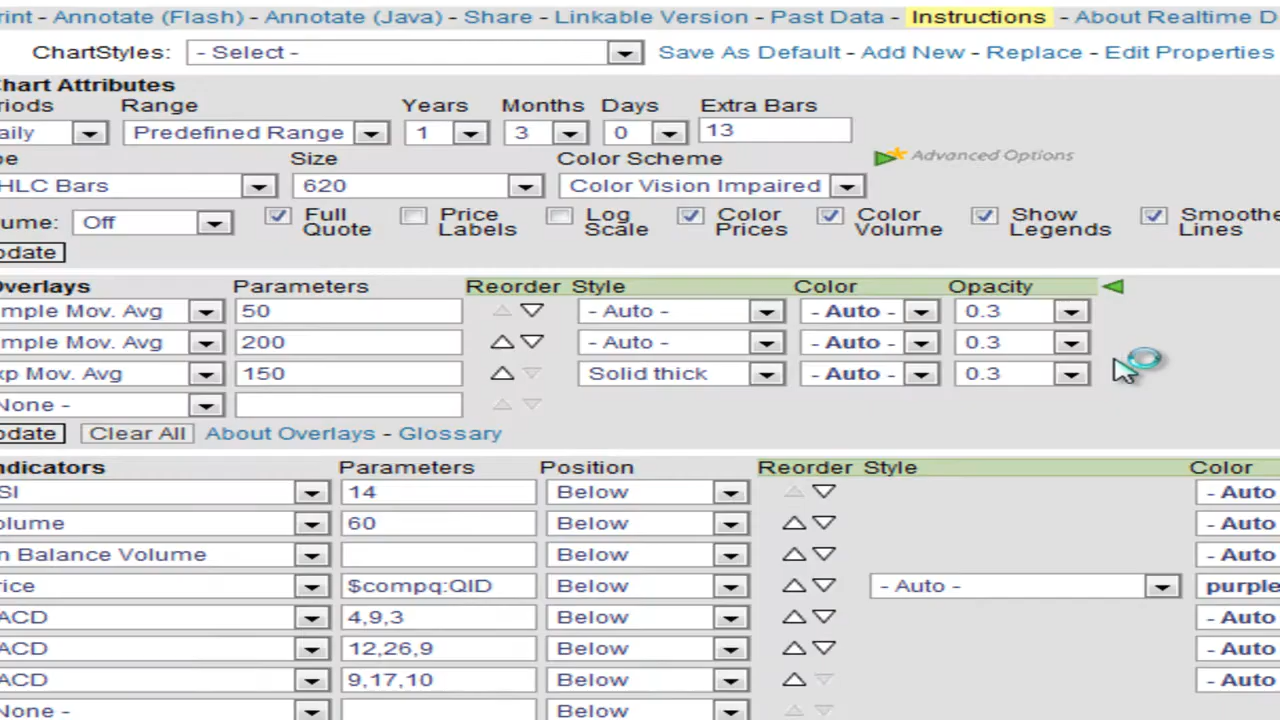 rint - Annotate (Flash) - Annotate (Java) - Share - Linkable Version - Past Data - Instructions - About Realtime D
ChartStyles: - Select - Save As Default - Add New - Replace - Edit Properties
hart Attributes
riods Range Years Months Days Extra Bars
aily Predefined Range 1 3 0 13
pe Size Color Scheme Advanced Options
HLC Bars 620 Color Vision Impaired
ume: Off Full Quote Price Labels Log Scale Color Prices Color Volume Show Legends Smoothe Lines
pdate
Overlays Parameters Reorder Style Color Opacity
mple Mov. Avg 50 - Auto - - Auto - 0.3
mple Mov. Avg 200 - Auto - - Auto - 0.3
xp Mov. Avg 150 Solid thick - Auto - 0.3
None -
pdate Clear All About Overlays - Glossary
ndicators Parameters Position Reorder Style Color
SI 14 Below - Auto
olume 60 Below - Auto
n Balance Volume Below - Auto
rice $compq:QID Below - Auto - purple
ACD 4,9,3 Below - Auto
ACD 12,26,9 Below - Auto
ACD 9,17,10 Below - Auto
None - Below - Auto